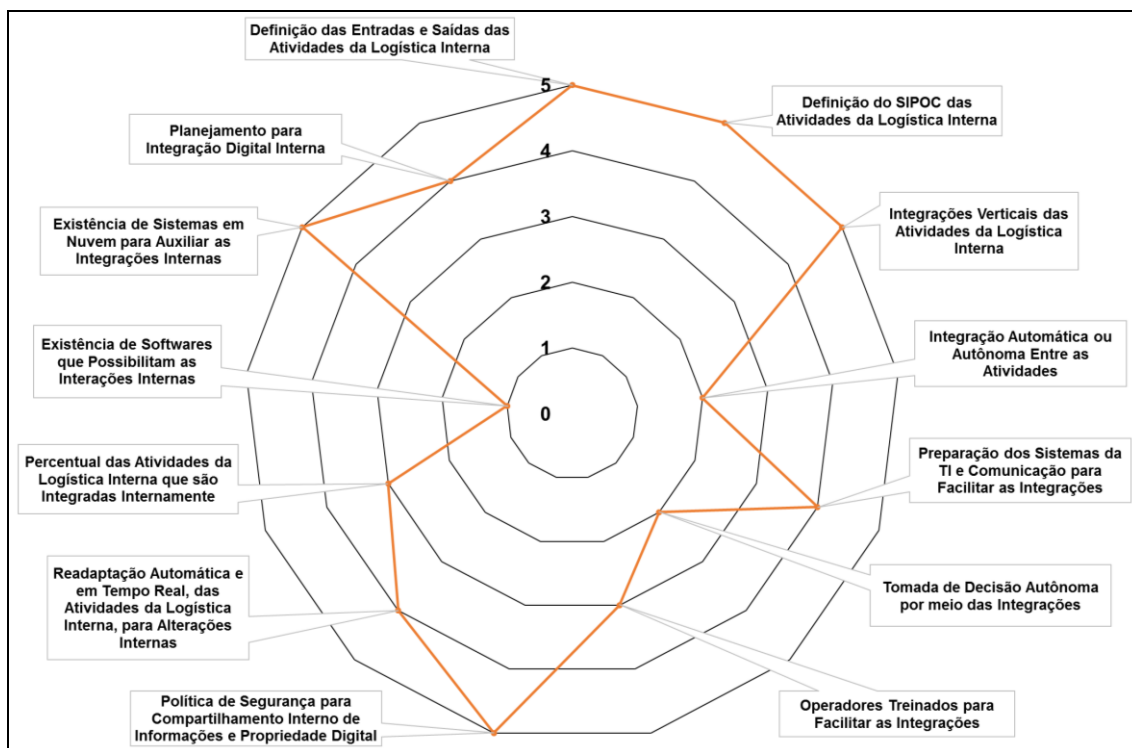 Definição das Entradas e Saídas das
Atividades da Logística Interna
Definição do SIPOC das
Atividades da Logística Interna
Integrações Verticais das
Atividades da Logística
Interna
Integração Automática ou
Autônoma Entre as
Atividades
Preparação dos Sistemas da
TI e Comunicação para
Facilitar as Integrações
Tomada de Decisão Autônoma
por meio das Integrações
Operadores Treinados para
Facilitar as Integrações
Política de Segurança para
Compartilhamento Interno de
Informações e Propriedade Digital
Readaptação Automática e
em Tempo Real, das
Atividades da Logística
Interna, para Alterações
Internas
Percentual das Atividades da
Logística Interna que são
Integradas Internamente
Existência de Softwares
que Possibilitam as
Interações Internas
Existência de Sistemas em
Nuvem para Auxiliar as
Integrações Internas
Planejamento para
Integração Digital Interna
5
4
3
2
1
0